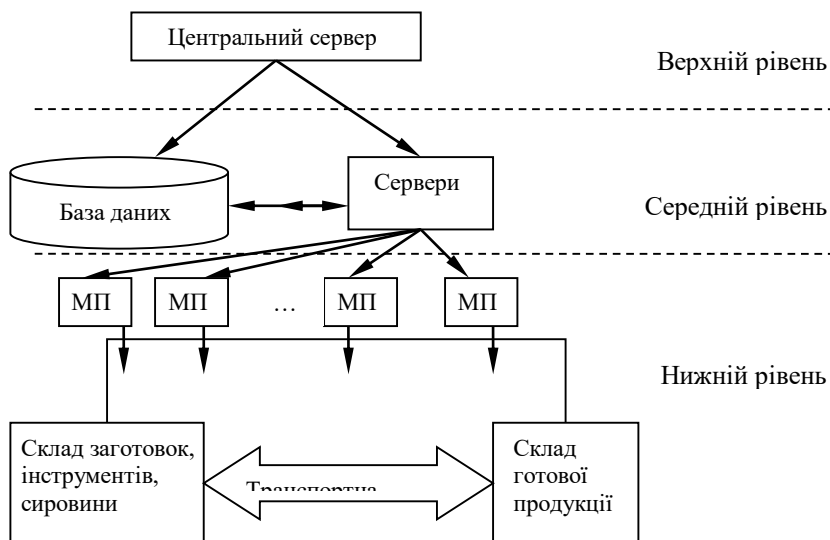 Центральний сервер
Верхній рівень
База даних
Сервери
Середній рівень
МП МП … МП МП
Нижній рівень
Склад заготовок,
інструментів,
сировини
Транспортна
Склад
готової
продукції